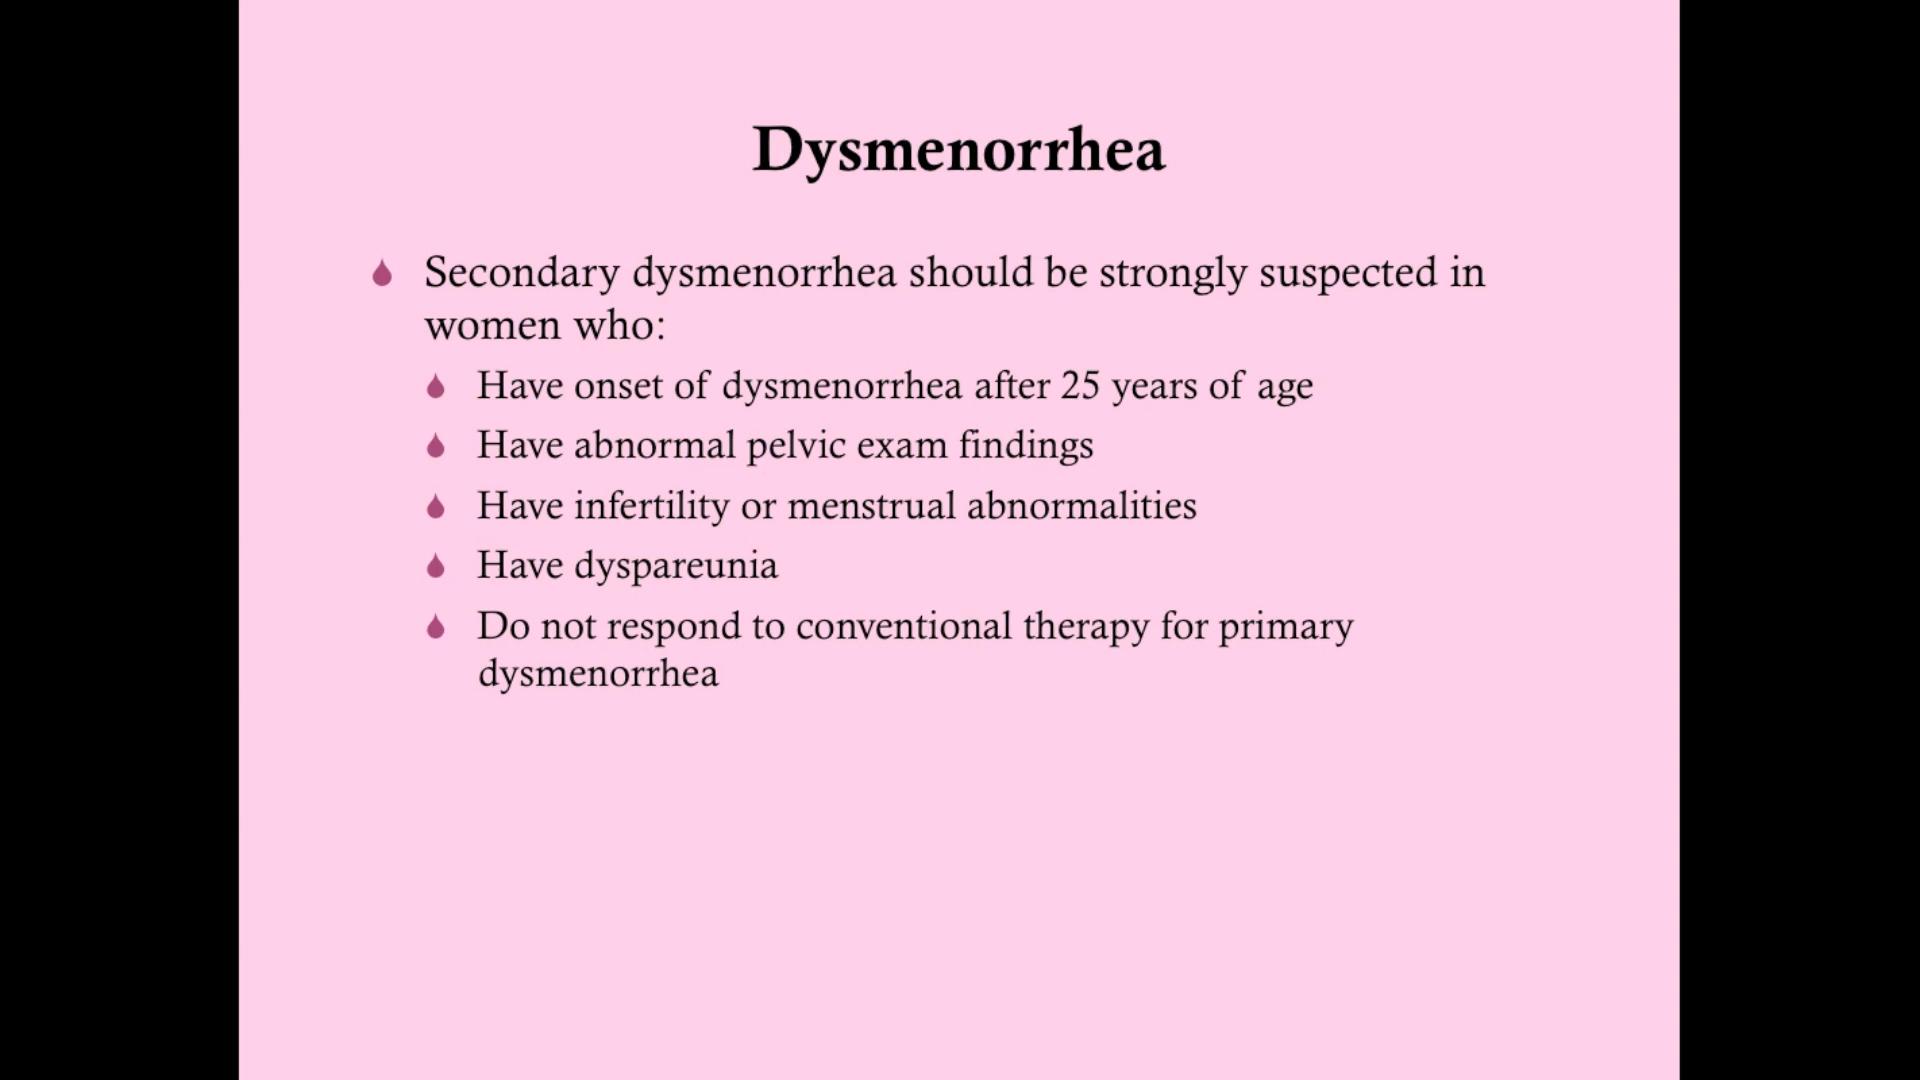 Dysmenorrhea
Secondary dysmenorrhea should be strongly suspected in
women who:
Have onset of dysmenorrhea after 25 years of age
Have abnormal pelvic exam findings
Have infertility or menstrual abnormalities
Have dyspareunia
Do not respond to conventional therapy for primary
dysmenorrhea